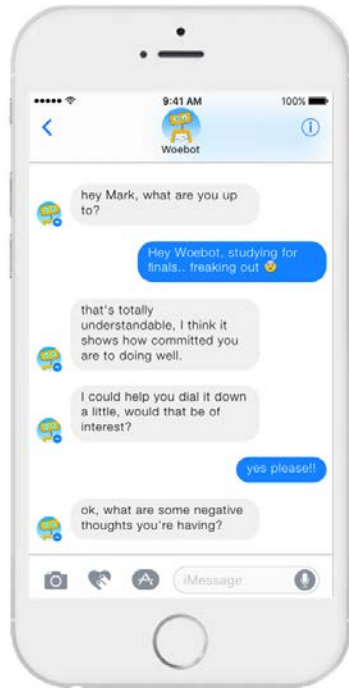 9:41 AM
100%
Woebot
hey Mark, what are you up
to?
Hey Woebot, studying for
finals.. freaking out 😨
that's totally
understandable, I think it
shows how committed you
are to doing well.
I could help you dial it down
a little, would that be of
interest?
yes please!!
ok, what are some negative
thoughts you're having?
iMessage